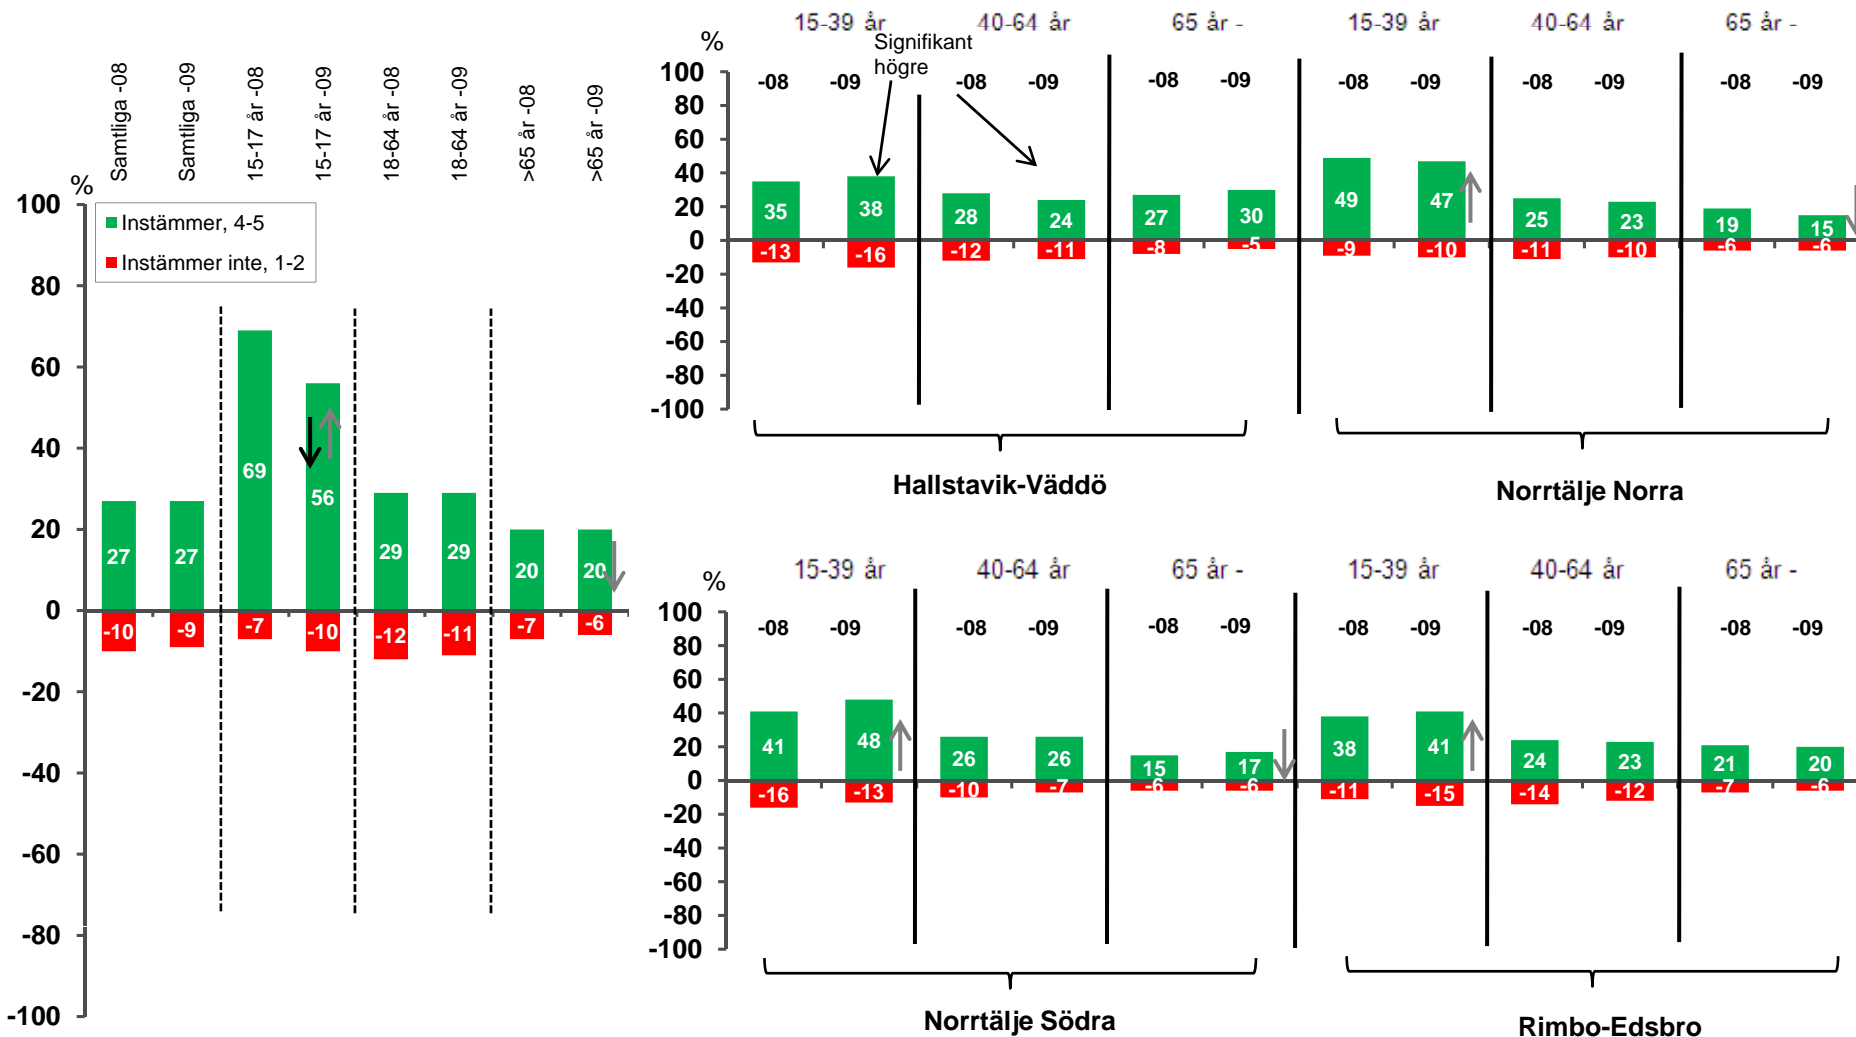 Samtliga -08
Samtliga -09
15-17 år -08
15-17 år -09
18-64 år -08
18-64 år -09
>65 år -08
>65 år -09
%
100
80
60
40
20
0
-20
-40
-60
-80
-100
Instämmer, 4-5
Instämmer inte, 1-2
27 27 69 56 29 29 20 20
-10 -9 -7 -10 -12 -11 -7 -6
15-39 år 40-64 år 65 år - 15-39 år 40-64 år 65 år -
%
Signifikant
högre
-08 -09 -08 -09 -08 -09 -08 -09 -08 -09 -08 -09
100
80
60
40
20
0
-20
-40
-60
-80
-100
35 38 28 24 27 30 49 47 25 23 19 15
-13 -16 -12 -11 -8 -5 -9 -10 -11 -10 -6 -6
Hallstavik-Väddö
Norrtälje Norra
15-39 år 40-64 år 65 år - 15-39 år 40-64 år 65 år -
%
-08 -09 -08 -09 -08 -09 -08 -09 -08 -09 -08 -09
100
80
60
40
20
0
-20
-40
-60
-80
-100
41 48 26 26 15 17 38 41 24 23 21 20
-16 -13 -10 -7 -6 -6 -11 -15 -14 -12 -7 -6
Norrtälje Södra
Rimbo-Edsbro